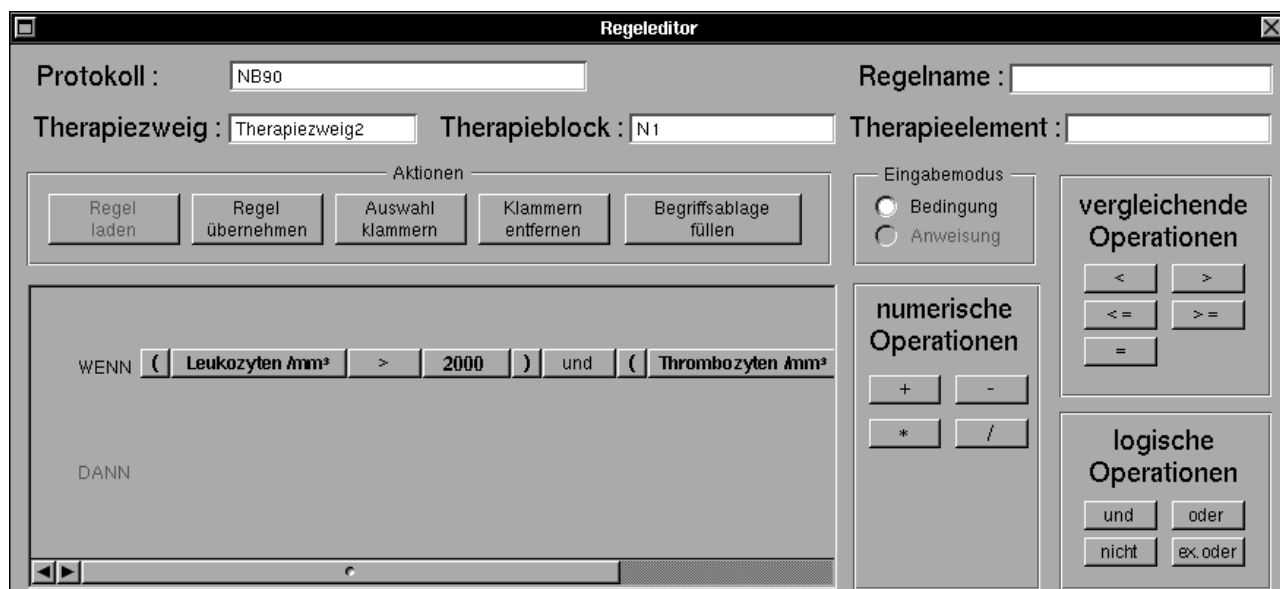 Regeleditor
Protokoll : NB90 Regelname :
Therapiezweig : Therapiezweig2 Therapieblock : N1 Therapieelement :
Aktionen
Regel laden
Regel übernehmen
Auswahl klammern
Klammern entfernen
Begriffsablage füllen
Eingabemodus
Bedingung
Anweisung
vergleichende
Operationen
< >
<= >=
=
WENN ( Leukozyten /mm³ > 2000 ) und ( Thrombozyten /mm³
DANN
numerische
Operationen
+ -
* /
logische
Operationen
und oder
nicht ex.oder